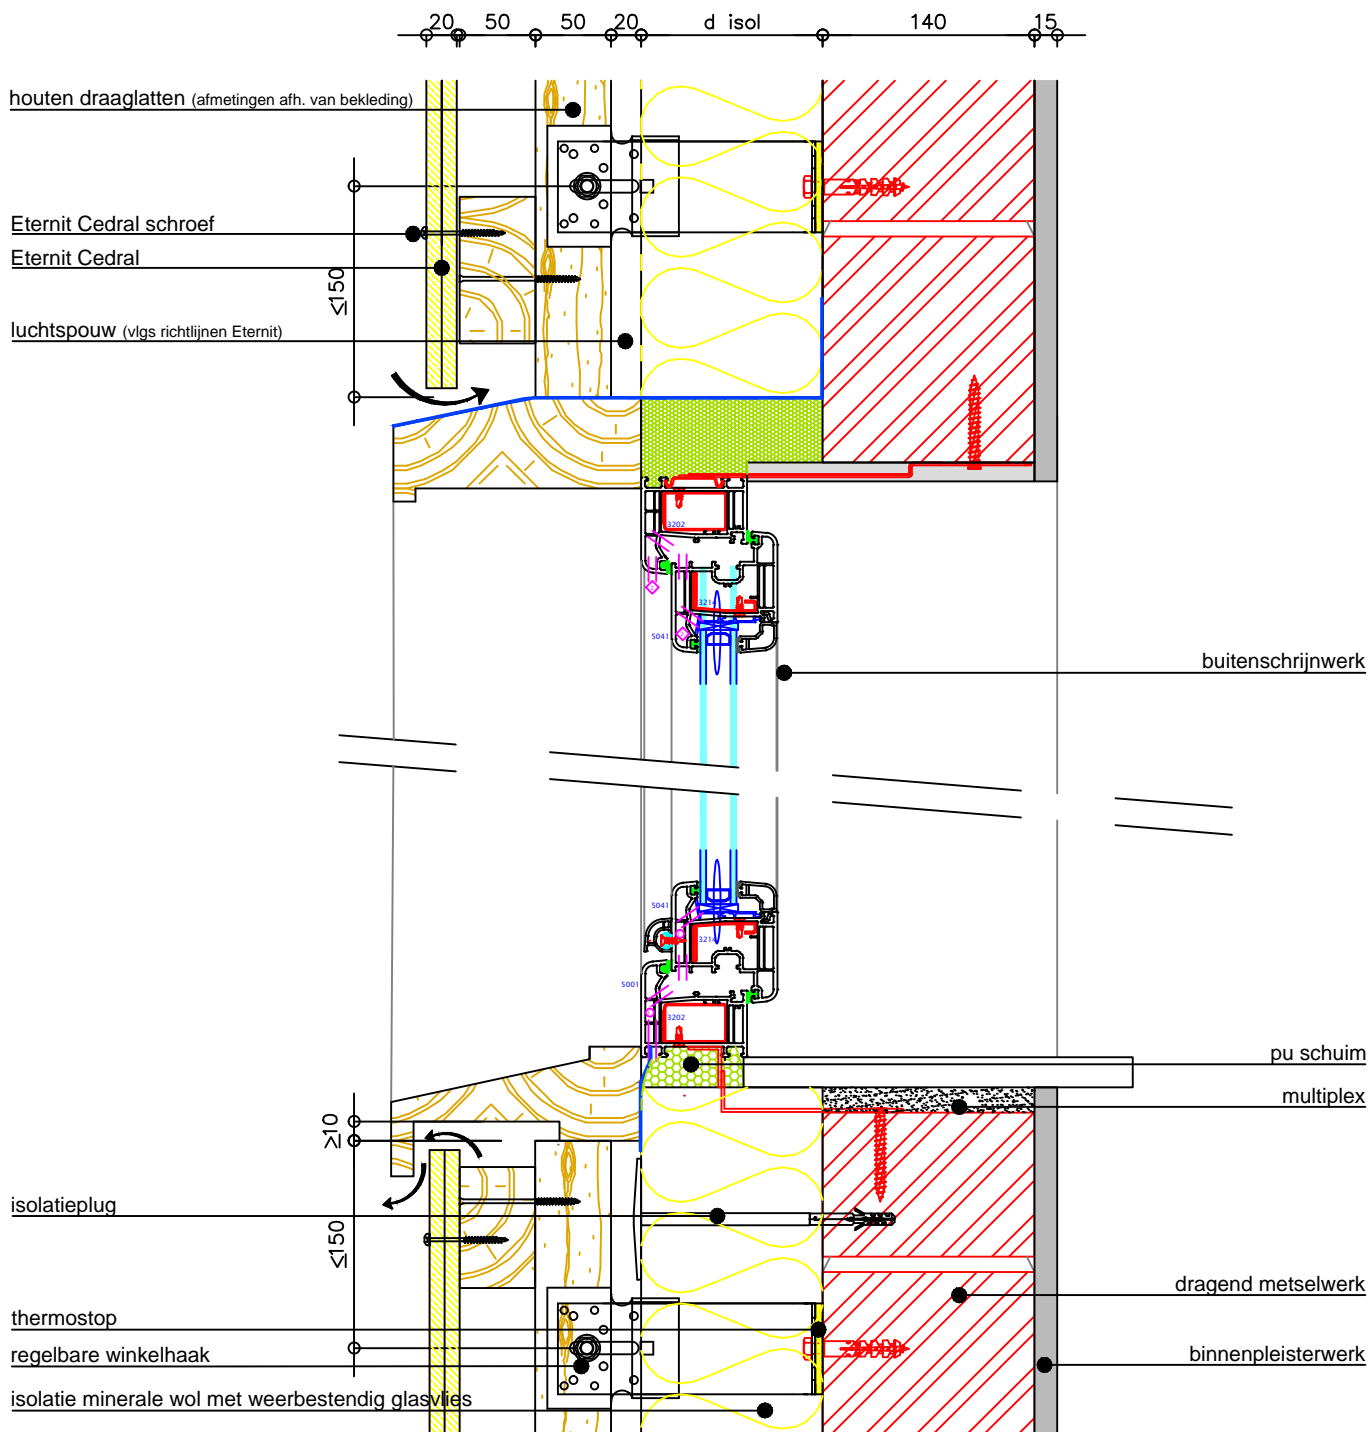 20 50 50 20 d isol 140 15
houten draaglatten (afmetingen afh. van bekleding)
Eternit Cedral schroef
Eternit Cedral
≤150
luchtspouw (vlgs richtlijnen Eternit)
3202
3214
5041
buitenschrijnwerk
5041
3214
5001
3202
pu schuim
multiplex
≥10
isolatieplug
≤150
dragend metselwerk
thermostop
regelbare winkelhaak
binnenpleisterwerk
isolatie minerale wol met weerbestendig glasvlies